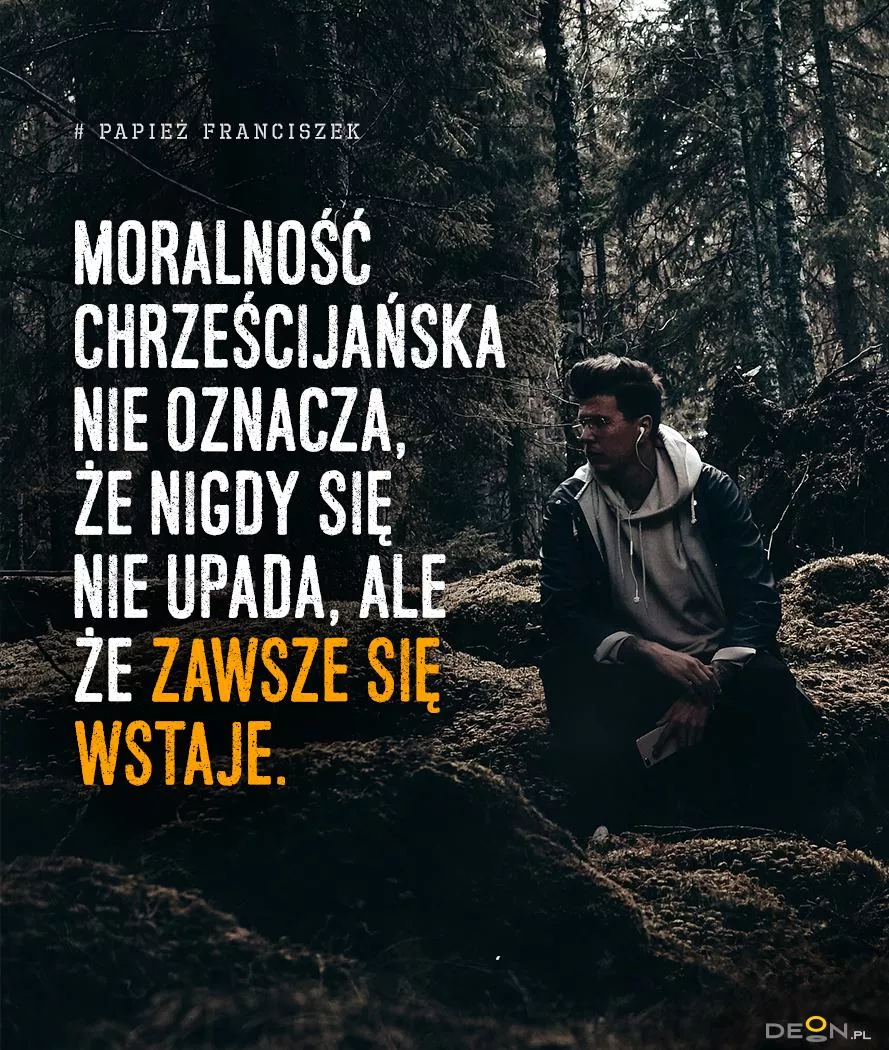 # PAPIEŻ FRANCISZEK
MORALNOŚĆ
CHRZEŚCIJAŃSKA
NIE OZNACZA,
ŻE NIGDY SIĘ
NIE UPADA, ALE
ŻE ZAWSZE SIĘ
WSTAJE.
DEON.PL